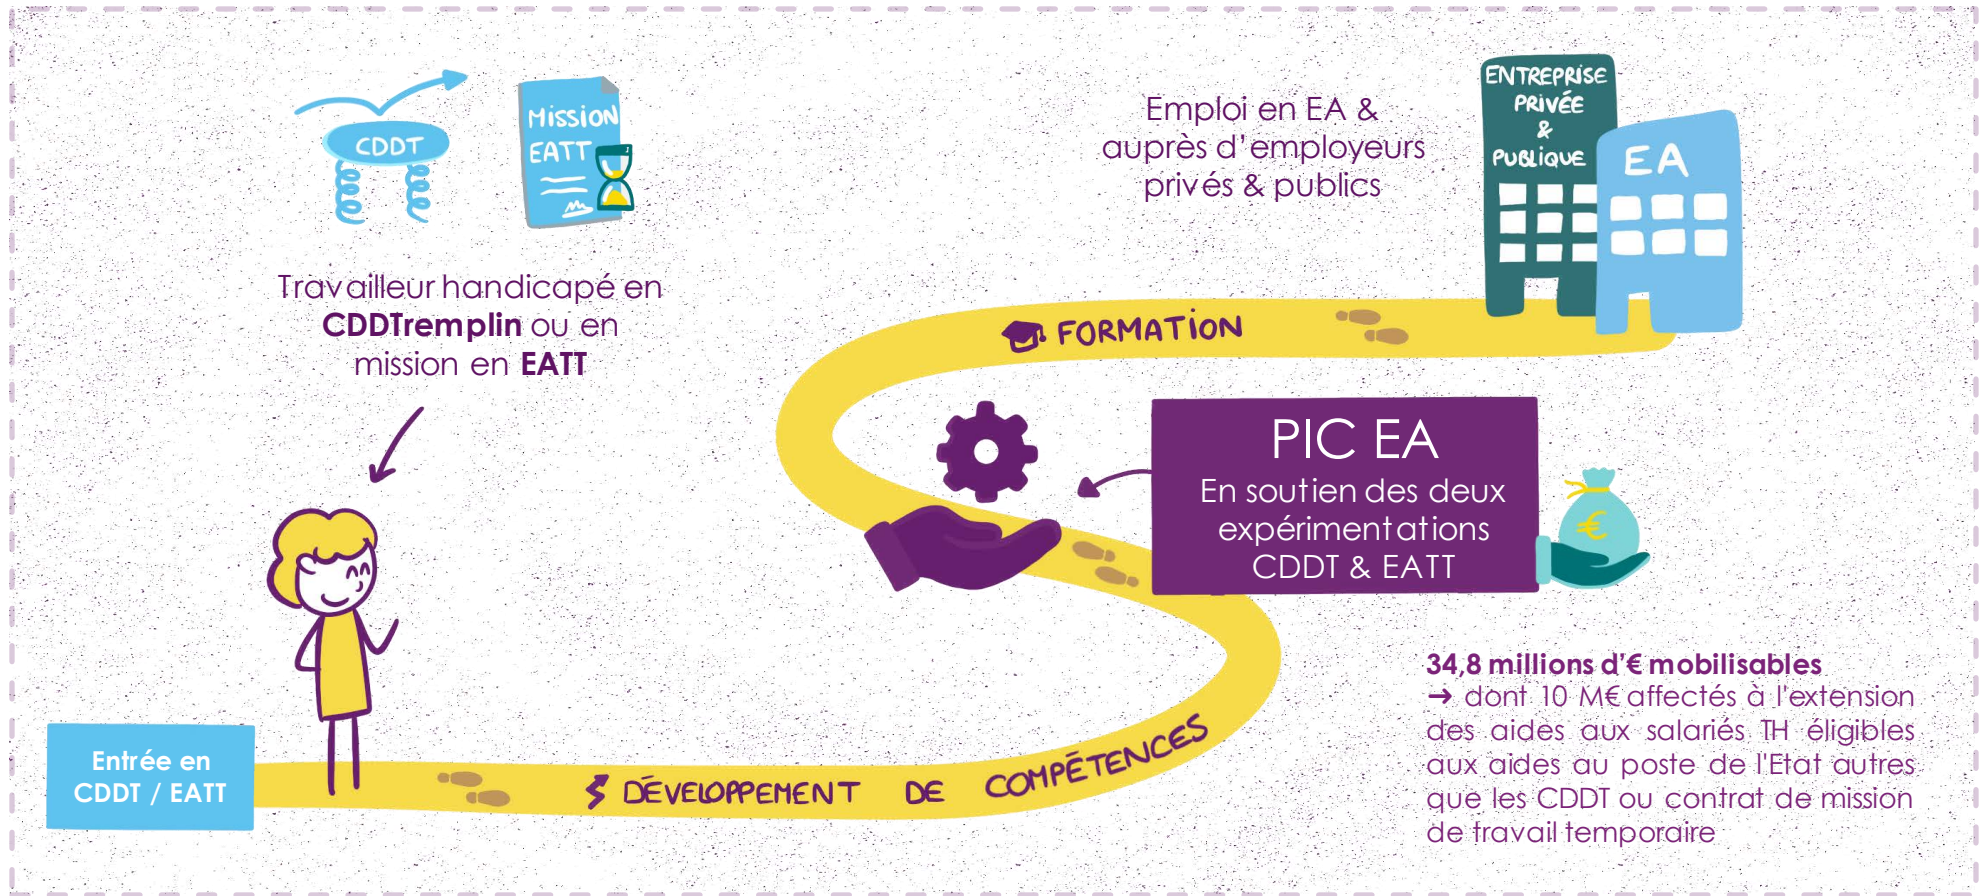 CDDT
MiSSiON
EATT
Travailleur handicapé en
CDDTremplin ou en
mission en EATT
Emploi en EA &
auprès d'employeurs
privés & publics
ENTREPRiSE
PRiVÉE
&
PUBLiQUE
EA
FORMATiON
PIC EA
En soutien des deux
expérimentations
CDDT & EATT
€
34,8 millions d'€ mobilisables
→ dont 10 M€ affectés à l'extension
des aides aux salariés TH éligibles
aux aides au poste de l'Etat autres
que les CDDT ou contrat de mission
de travail temporaire
Entrée en
CDDT / EATT
DÉVELOPPEMENT DE COMPÉTENCES